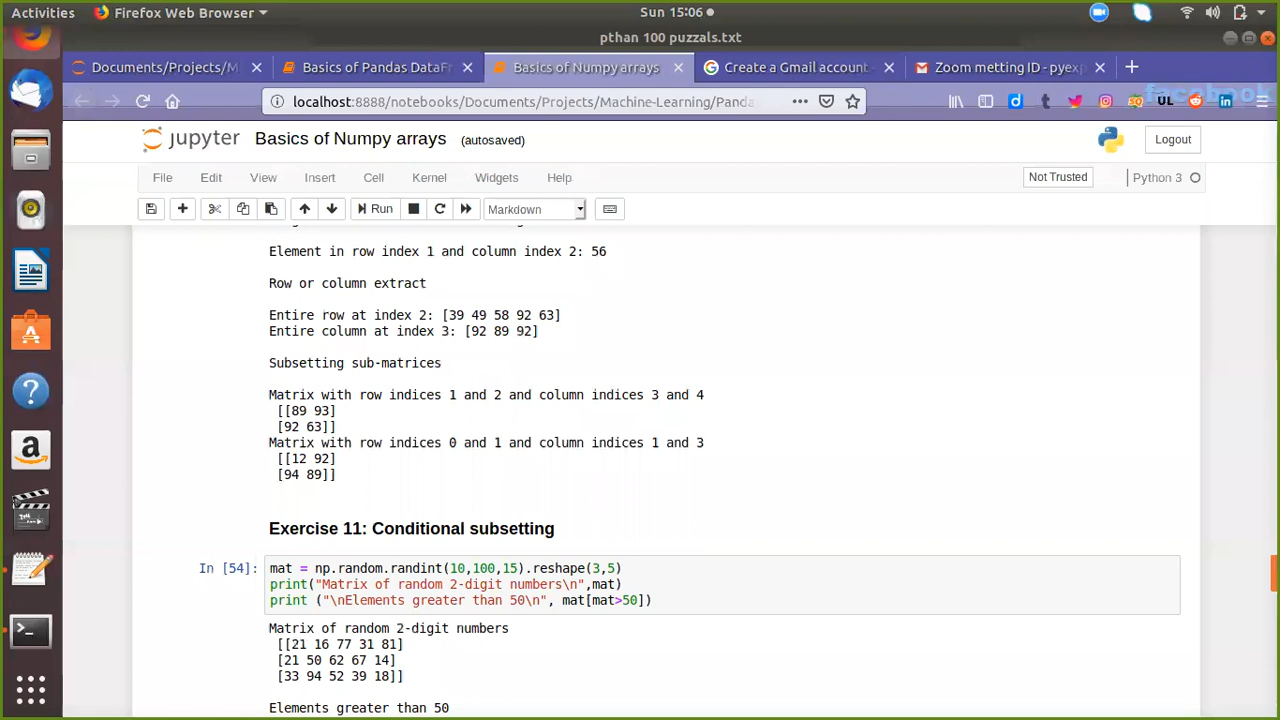 Activities
Firefox Web Browser
Sun 15:06
pthan 100 puzzals.txt
Documents/Projects/M
Basics of Pandas DataFr
Basics of Numpy arrays
Create a Gmail account -
Zoom metting ID - pyexp
localhost:8888/notebooks/Documents/Projects/Machine-Learning/Panda
facebook
jupyter
Basics of Numpy arrays (autosaved)
Logout
File Edit View Insert Cell Kernel Widgets Help
Not Trusted
Python 3
Run
Markdown
Element in row index 1 and column index 2: 56
Row or column extract
Entire row at index 2: [39 49 58 92 63]
Entire column at index 3: [92 89 92]
Subsetting sub-matrices
Matrix with row indices 1 and 2 and column indices 3 and 4
[[89 93]
[92 63]]
Matrix with row indices 0 and 1 and column indices 1 and 3
[[12 92]
[94 89]]
Exercise 11: Conditional subsetting
In [54]:
mat = np.random.randint(10,100,15).reshape(3,5)
print("Matrix of random 2-digit numbers\n",mat)
print ("\nElements greater than 50\n", mat[mat>50])
Matrix of random 2-digit numbers
[[21 16 77 31 81]
[21 50 62 67 14]
[33 94 52 39 18]]
Elements greater than 50